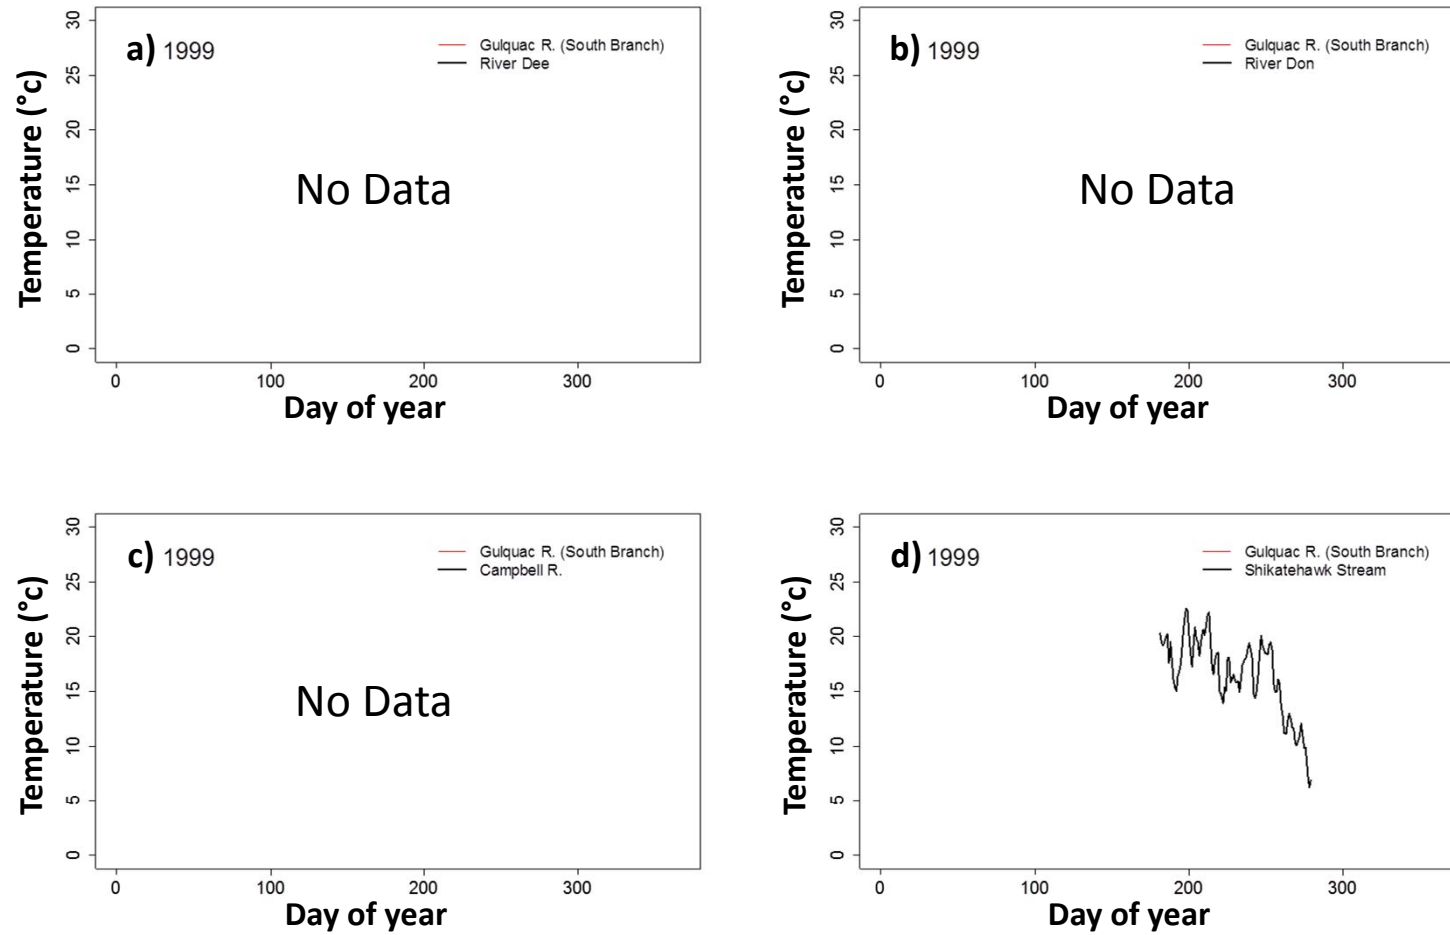 a) 1999
Gulquac R. (South Branch)
River Dee
No Data
30
25
20
15
10
5
0
Temperature (°c)
0 100 200 300
Day of year
b) 1999
Gulquac R. (South Branch)
River Don
No Data
30
25
20
15
10
5
0
Temperature (°c)
0 100 200 300
Day of year
c) 1999
Gulquac R. (South Branch)
Campbell R.
No Data
30
25
20
15
10
5
0
Temperature (°c)
0 100 200 300
Day of year
d) 1999
Gulquac R. (South Branch)
Shikatehawk Stream
30
25
20
15
10
5
0
Temperature (°c)
0 100 200 300
Day of year